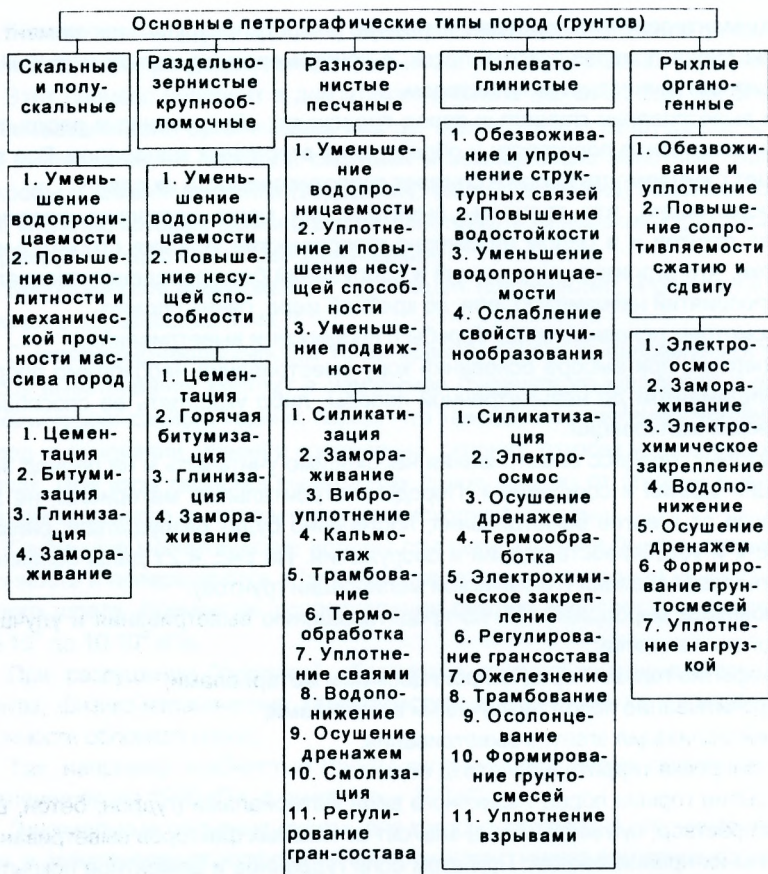 Основные петрографические типы пород (грунтов)
Скальные
и полу-
скальные
Раздельно-
зернистые
крупнооб-
ломочные
Разнозер-
нистые
песчаные
Пылевато-
глинистые
Рыхлые
органо-
генные
1. Умень-
шение
водопрони-
цаемости
2. Повыше-
ние моно-
литности и
механичес-
кой проч-
ности мас-
сива пород
1. Умень-
шение
водопрони-
цаемости
2. Повыше-
ние несу-
щей спо-
собности
1. Уменьше-
ние
водопро-
ницаемости
2. Уплотне-
ние и повы-
шение несу-
щей способ-
ности
3. Уменьше-
ние подвиж-
ности
1. Обезвожива-
ние и упроч-
нение струк-
турных связей
2. Повышение
водостойкости
3. Уменьшение
водопроницае-
мости
4. Ослабление
свойств пучи-
нообразования
1. Обезвожи-
вание и
уплотнение
2. Повыше-
ние сопро-
тивляемости
сжатию и
сдвигу
1. Цемен-
тация
2. Битуми-
зация
3. Глиниза-
ция
4. Замора-
живание
1. Цемен-
тация
2. Горячая
битумиза-
ция
3. Глиниза-
ция
4. Замора-
живание
1. Силикати-
зация
2. Замора-
живание
3. Вибро-
уплотнение
4. Кальма-
таж
5. Трамбова-
ние
6. Термо-
обработка
7. Уплотне-
ние сваями
8. Водопо-
нижение
9. Осушение
дренажем
10. Смолиза-
ция
11. Регули-
рование
гран-состава
1. Силикатиза-
ция
2. Электро-
осмос
3. Осушение
дренажем
4. Термообра-
ботка
5. Электрохими-
ческое закреп-
ление
6. Регулирова-
ние гран состава
7. Ожелезнение
8. Трамбование
9. Осолонце-
вание
10. Формирова-
ние грунто-
смесей
11. Уплотнение
взрывами
1. Электро-
осмос
2. Замора-
живание
3. Электро-
химическое
закрепление
4. Водопо-
нижение
5. Осушение
дренажем
6. Формиро-
вание грун-
тосмесей
7. Уплотне-
ние нагруз-
кой